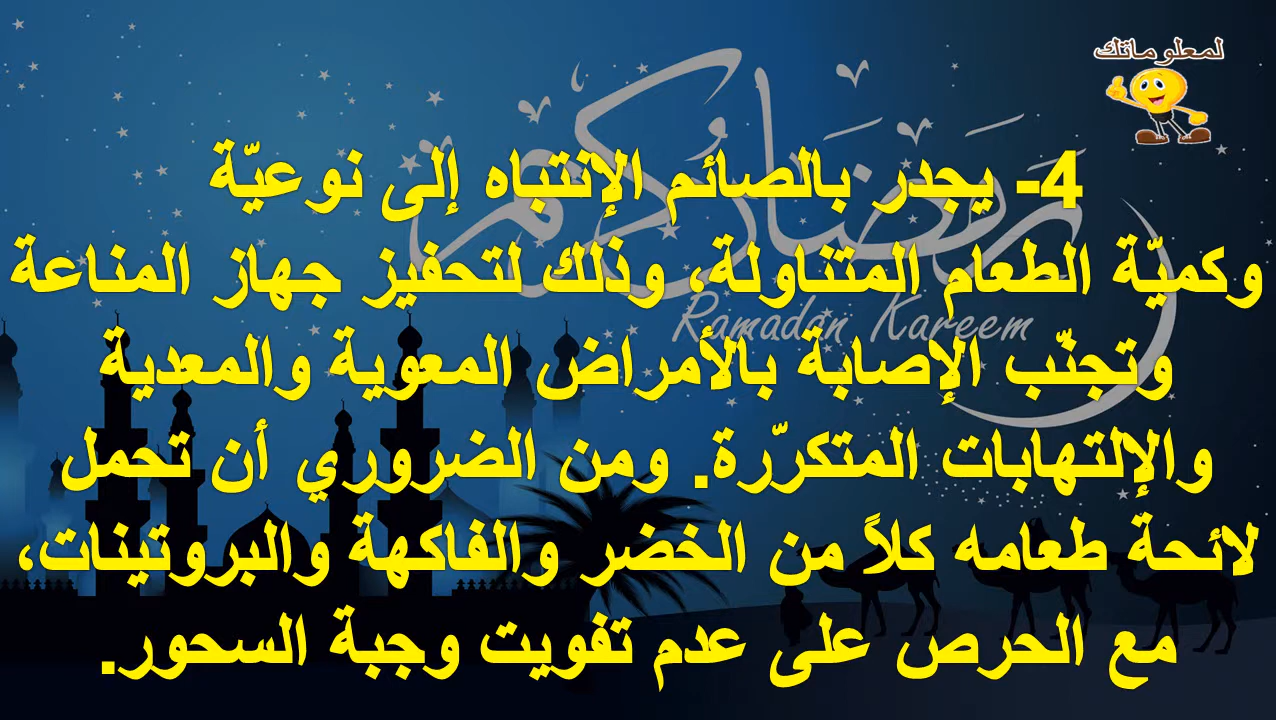 لمعلوماتك
رمضان كريم
4- يجدر بالصائم الإنتباه إلى نوعيّة
وكميّة الطعام المتناولة، وذلك لتحفيز جهاز المناعة
Ramadan Kareem
وتجنّب الإصابة بالأمراض المعوية والمعدية
والإلتهابات المتكرّرة. ومن الضروري أن تحمل
لائحة طعامه كلاً من الخضر والفاكهة والبروتينات،
مع الحرص على عدم تفويت وجبة السحور.